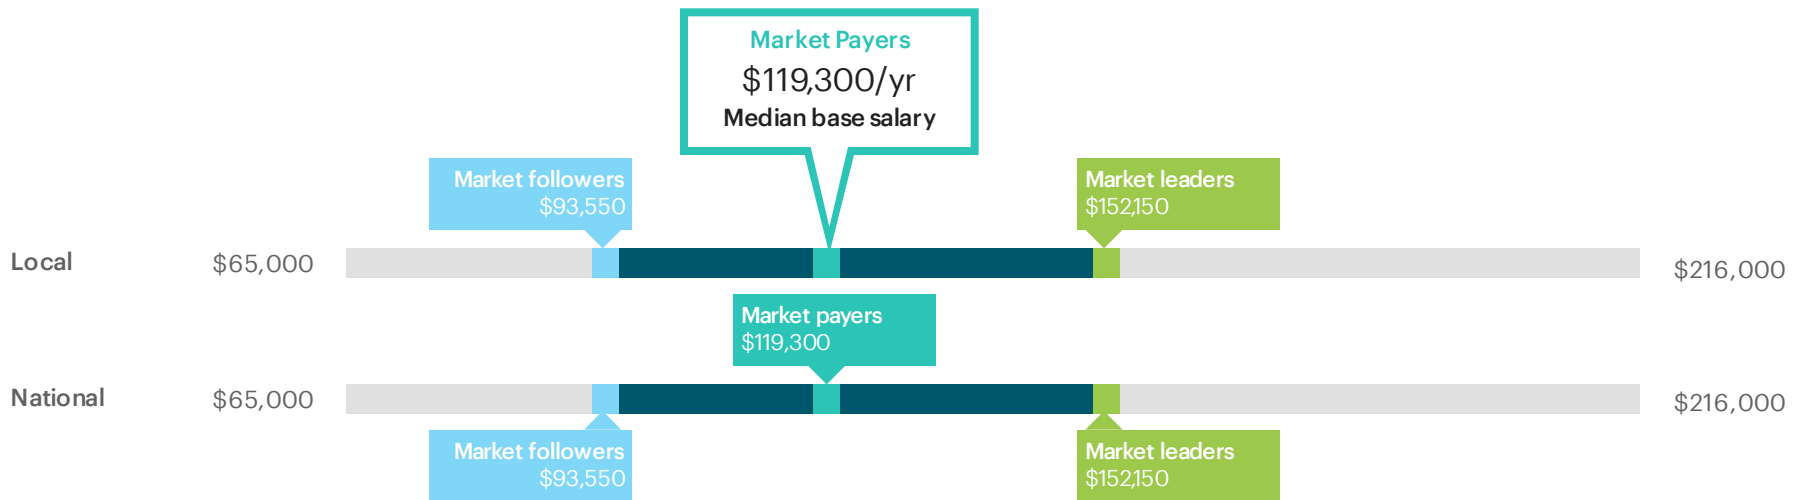 Market Payers
$119,300/yr
Median base salary
Market followers
$93,550
Market leaders
$152,150
Local
$65,000
$216,000
Market payers
$119,300
National
$65,000
$216,000
Market followers
$93,550
Market leaders
$152,150